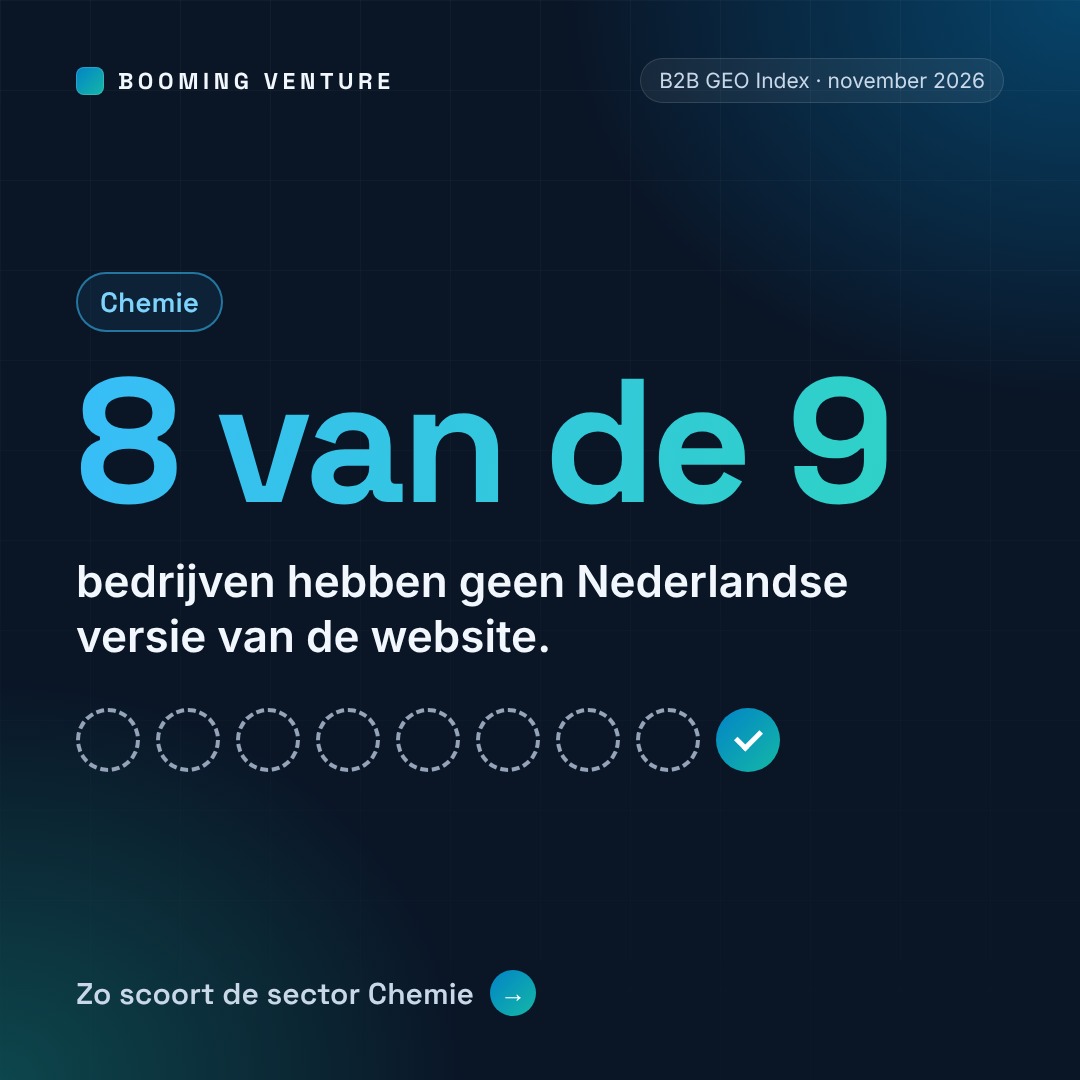 BOOMING VENTURE
B2B GEO Index · november 2026
Chemie
8 van de 9
bedrijven hebben geen Nederlandse
versie van de website.
Zo scoort de sector Chemie →